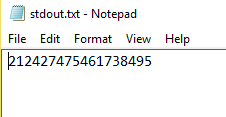 stdout.txt - Notepad
File Edit Format View Help
212427475461738495